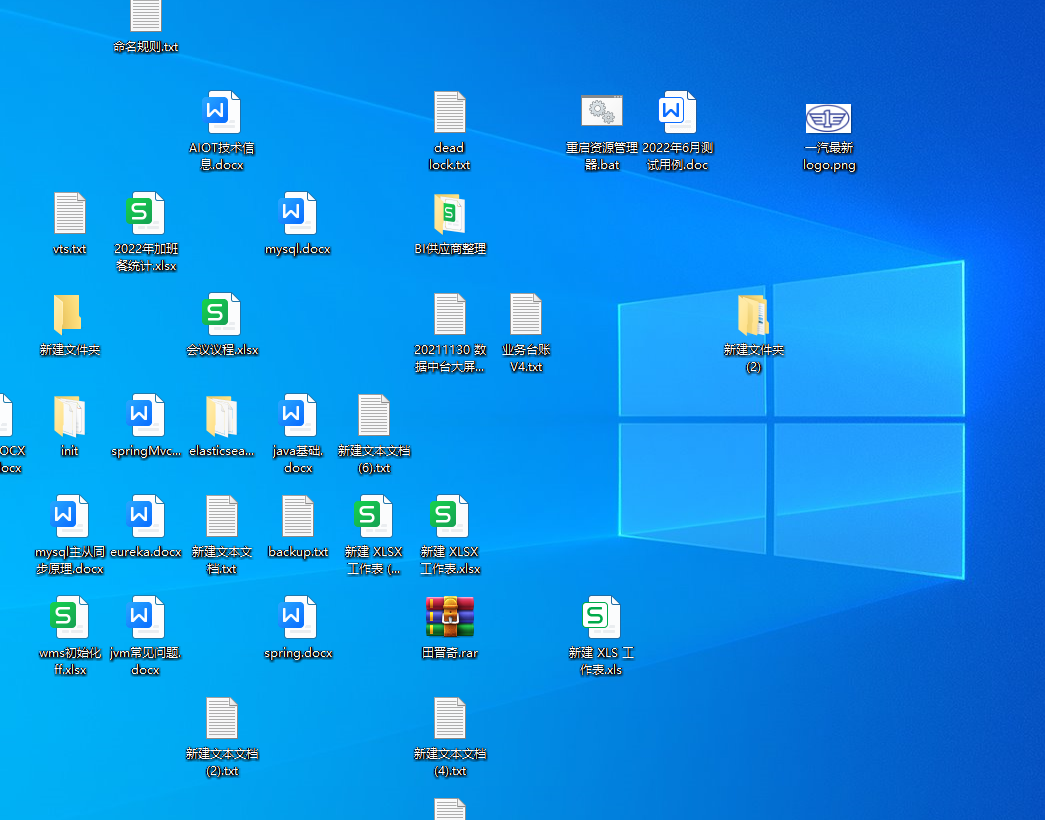 命名规则.txt
AIOT技术信
息.docx
dead
lock.txt
重启资源管理
器.bat
2022年6月测
试用例.doc
一汽最新
logo.png
vts.txt
2022年加班
餐统计.xlsx
mysql.docx
BI供应商整理
新建文件夹
会议议程.xlsx
20211130 数
据中台大屏...
业务台账
V4.txt
新建文件夹
(2)
OCX
ocx
init
springMvc...
elasticsea...
java基础.
docx
新建文本文档
(6).txt
mysql主从同
步原理.docx
eureka.docx
新建文本文
档.txt
backup.txt
新建 XLSX
工作表 (...
新建 XLSX
工作表.xlsx
wms初始化
ff.xlsx
jvm常见问题.
docx
spring.docx
田晋奇.rar
新建 XLS 工
作表.xls
新建文本文档
(2).txt
新建文本文档
(4).txt